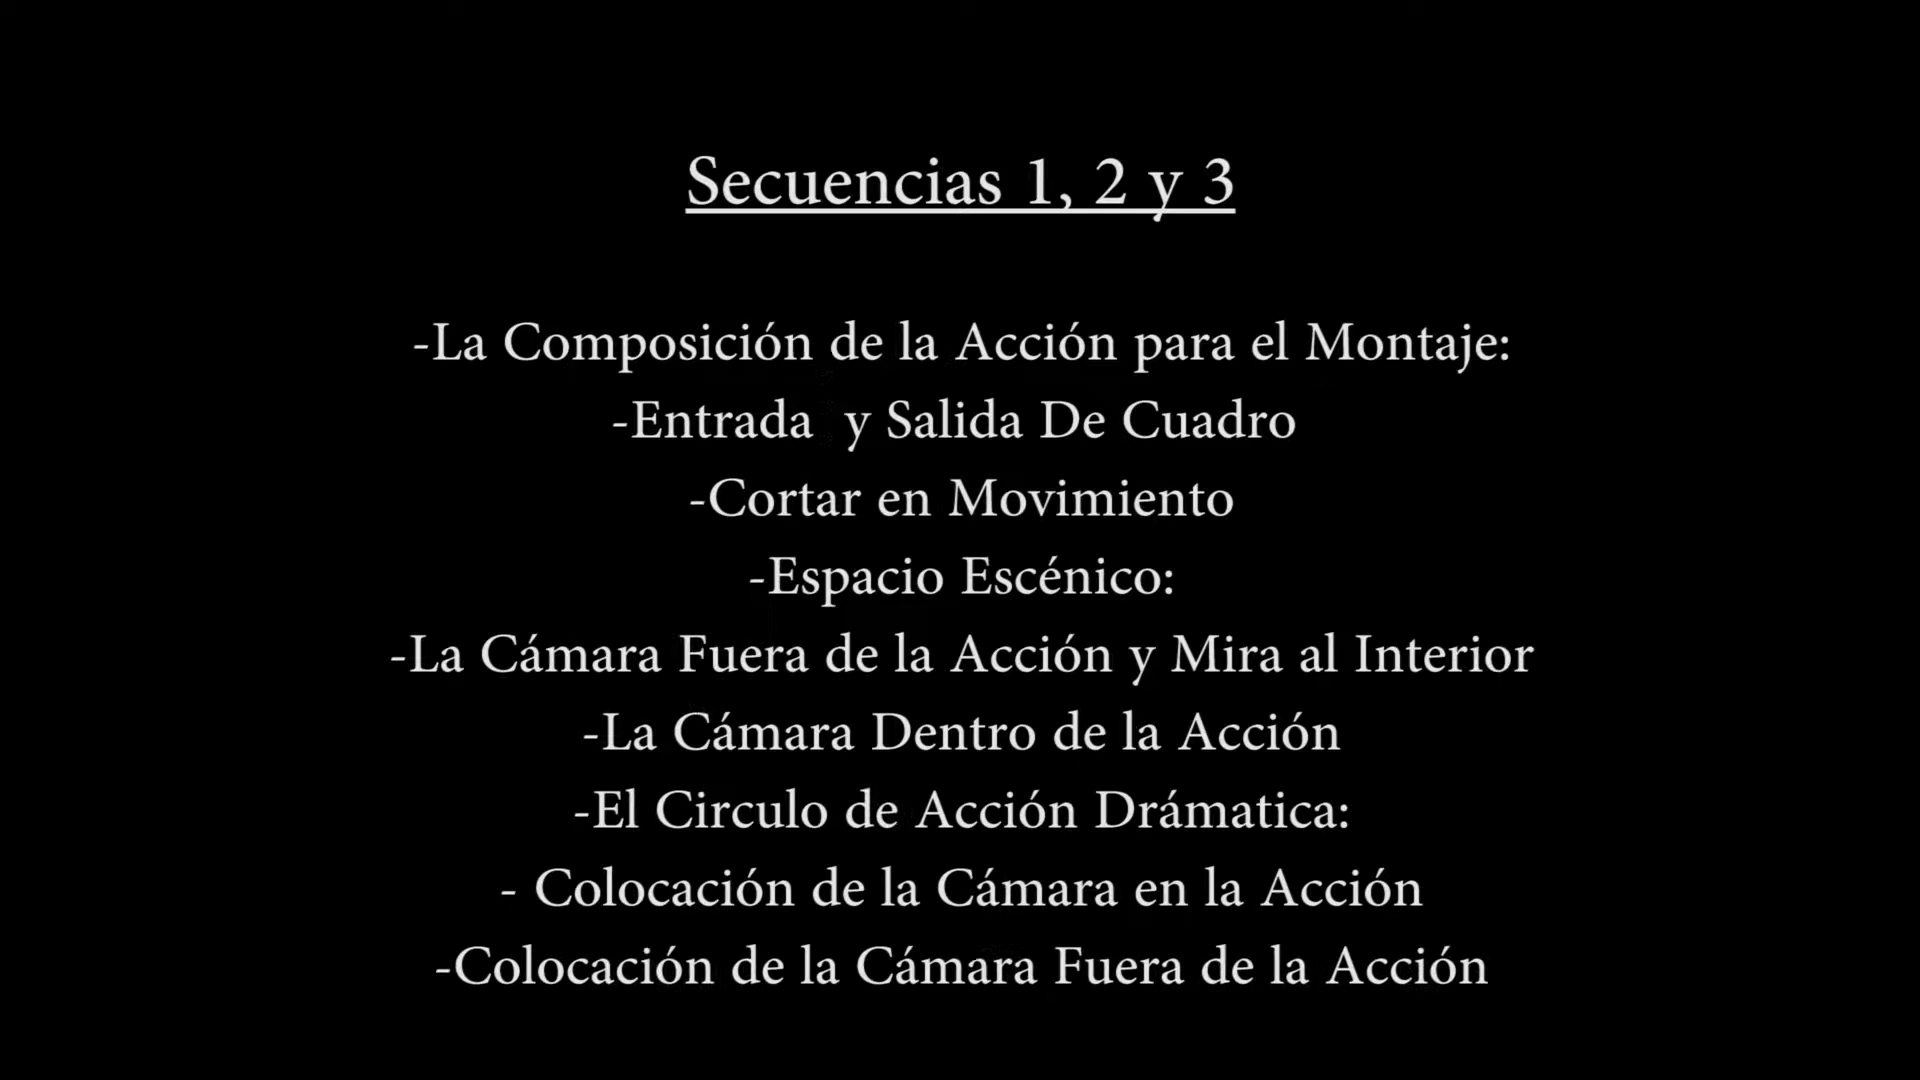 Secuencias 1, 2 y 3
-La Composición de la Acción para el Montaje:
-Entrada  y Salida De Cuadro
-Cortar en Movimiento
-Espacio Escénico:
-La Cámara Fuera de la Acción y Mira al Interior
-La Cámara Dentro de la Acción
-El Circulo de Acción Drámatica:
- Colocación de la Cámara en la Acción
-Colocación de la Cámara Fuera de la Acción